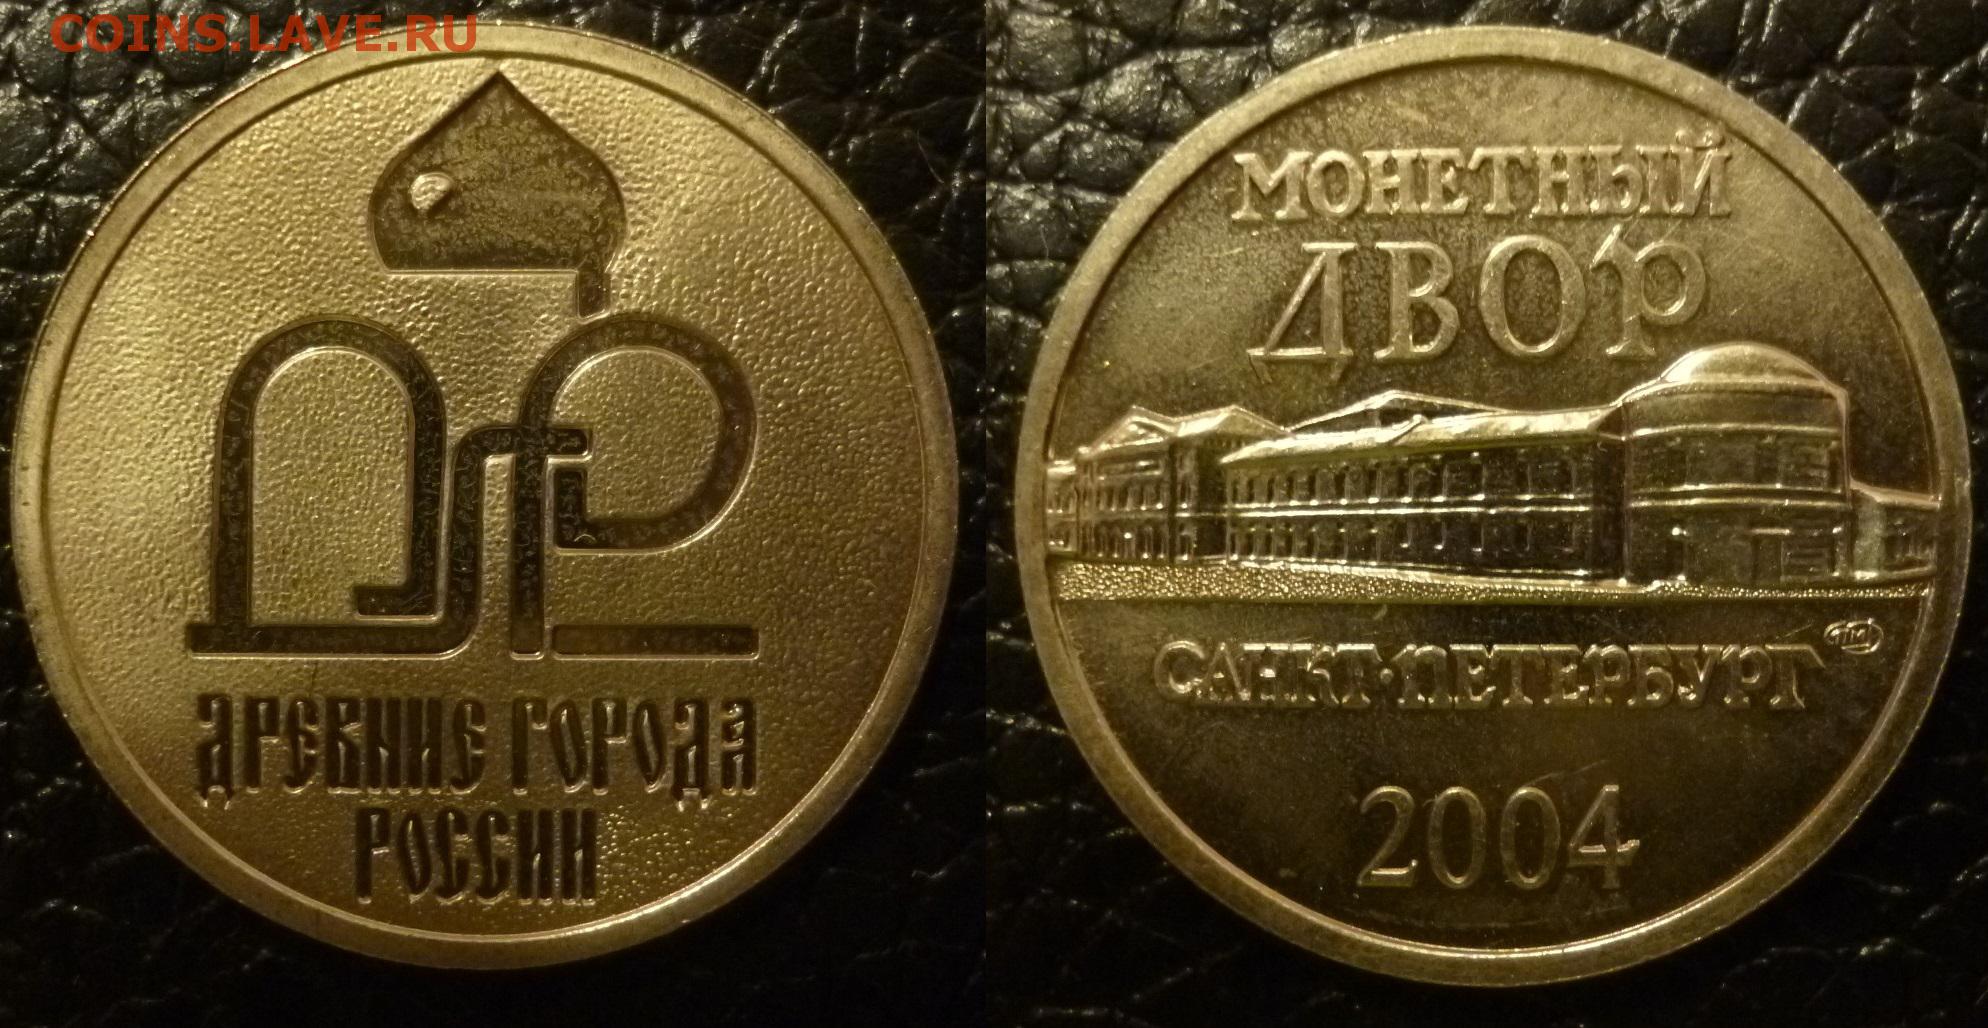 COINS.LAVE.RU
ДРЕВНИЕ ГОРОДА
РОССИИ
МОНЕТНЫЙ
ДВОР
САНКТ·ПЕТЕРБУРГ
2004